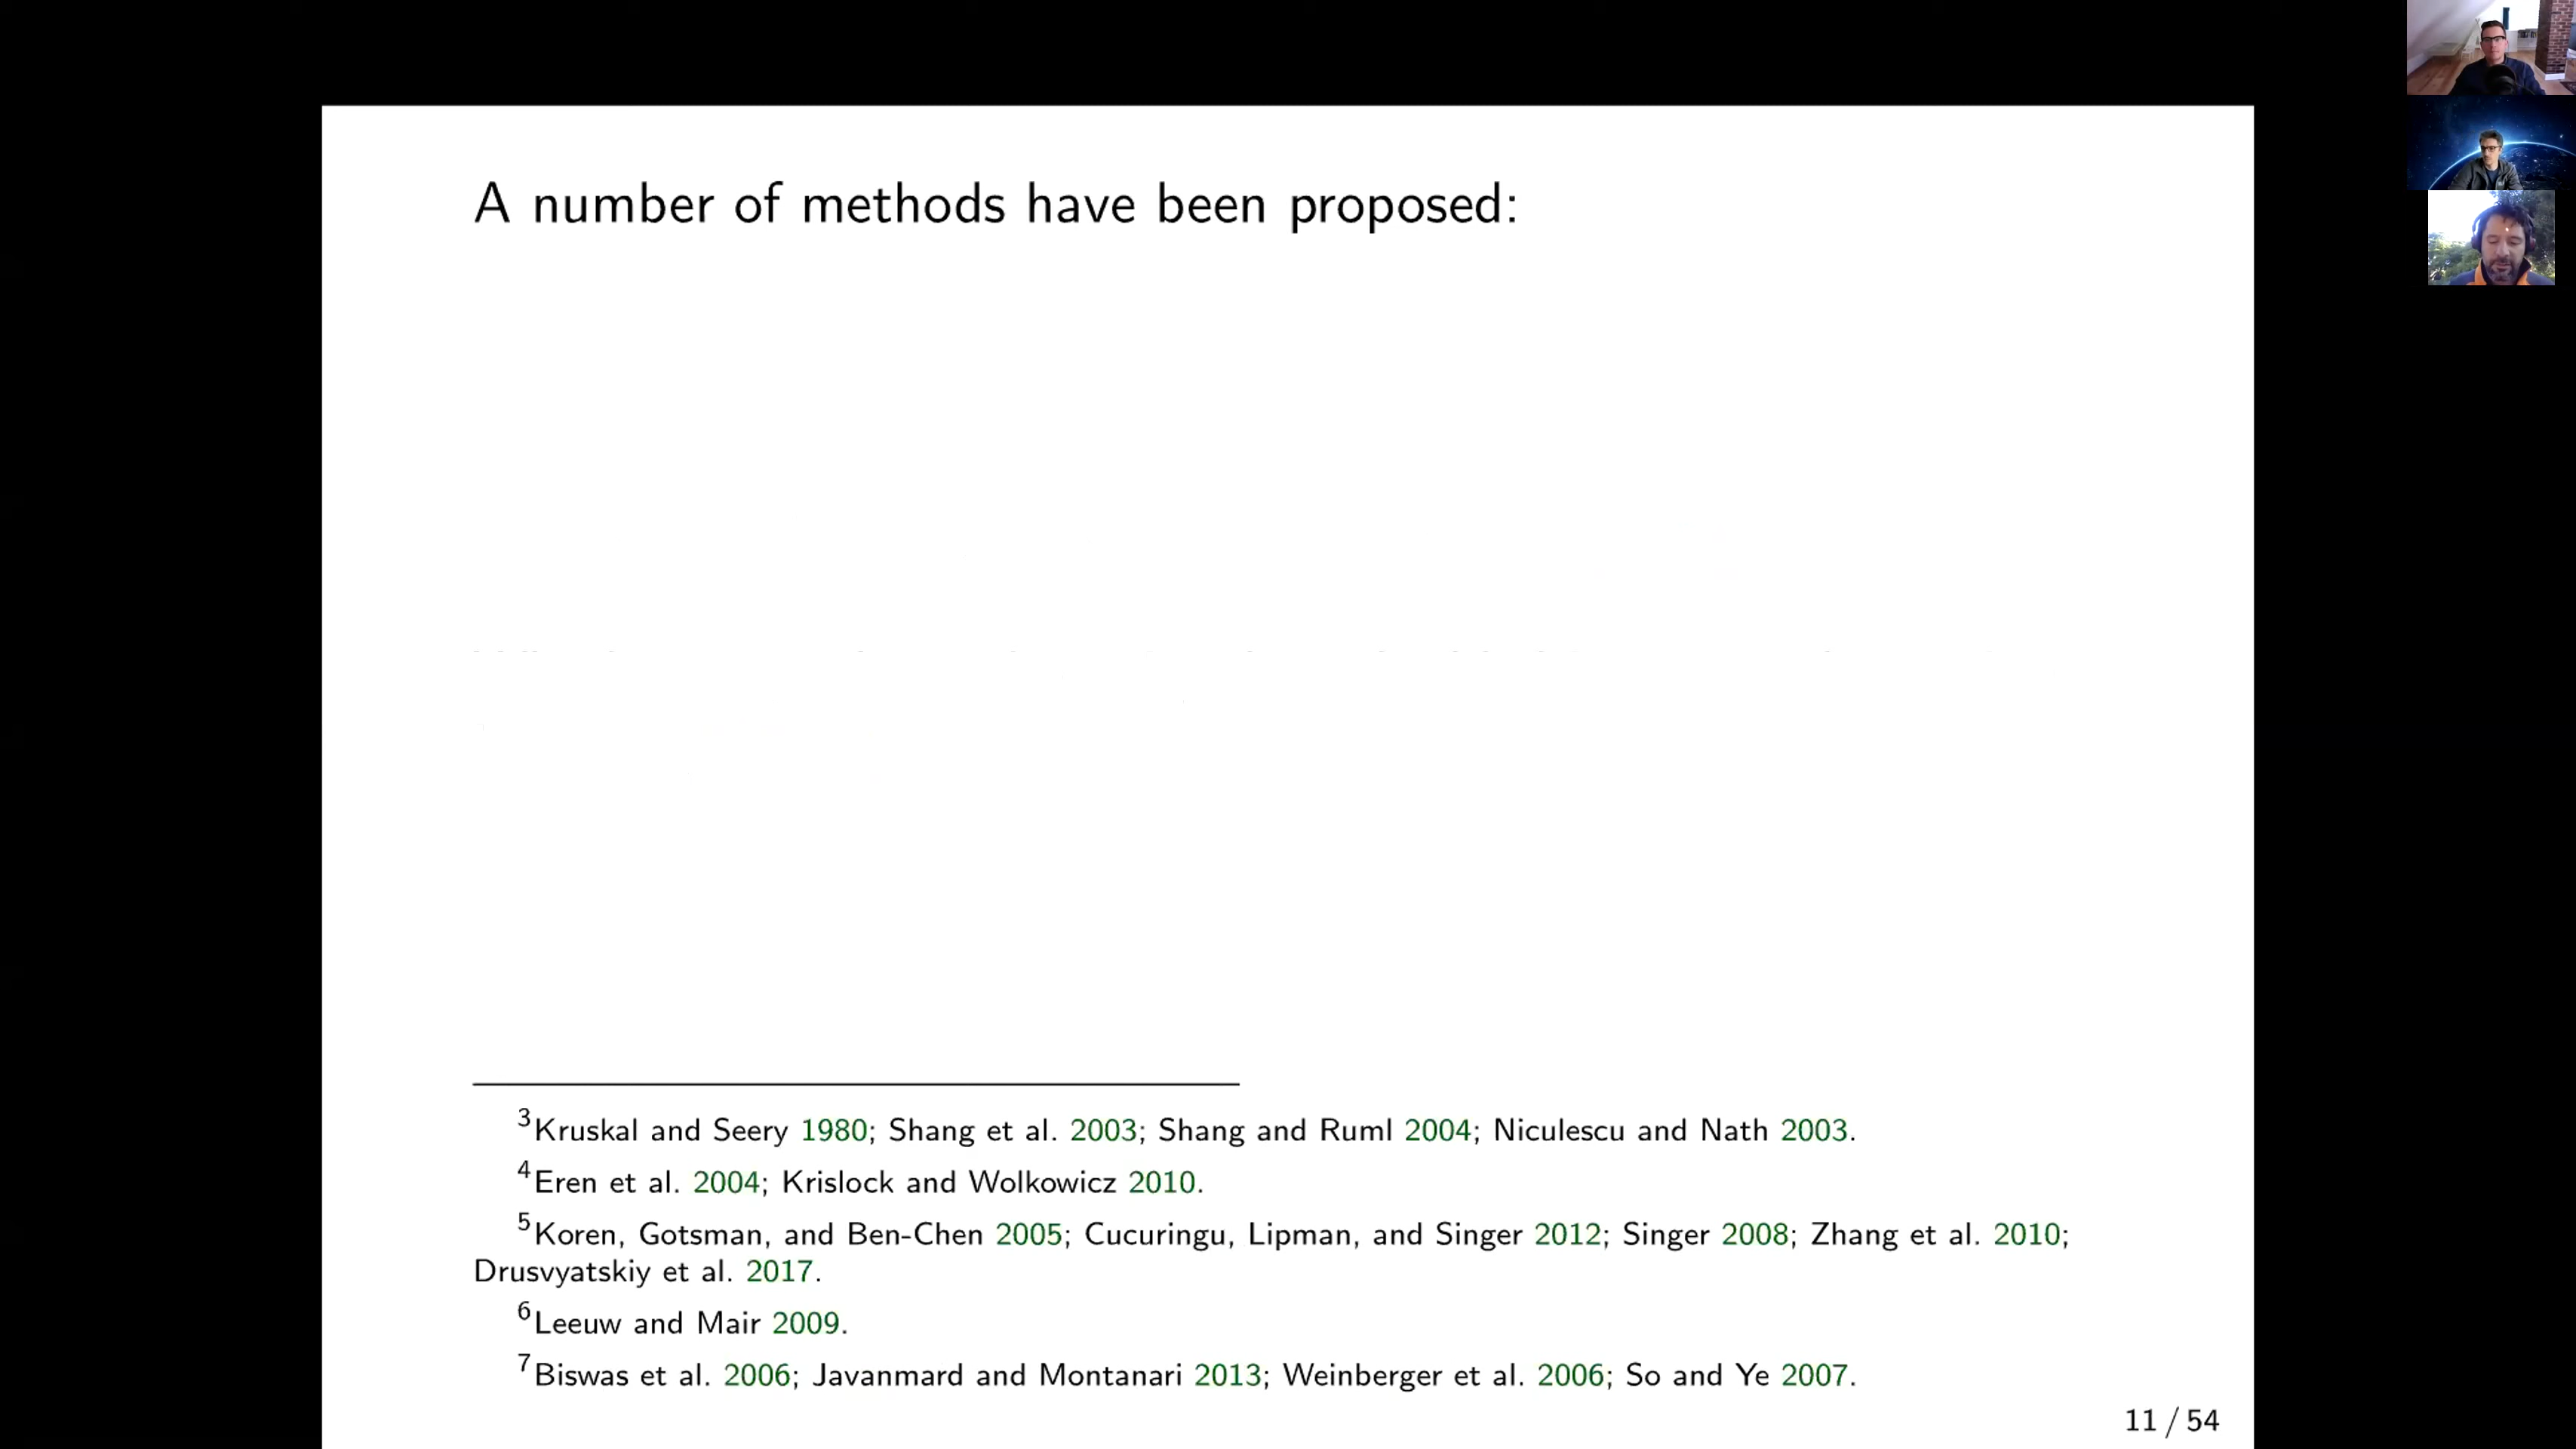 A number of methods have been proposed:
3Kruskal and Seery 1980; Shang et al. 2003; Shang and Ruml 2004; Niculescu and Nath 2003.
4Eren et al. 2004; Krislock and Wolkowicz 2010.
5Koren, Gotsman, and Ben-Chen 2005; Cucuringu, Lipman, and Singer 2012; Singer 2008; Zhang et al. 2010;
Drusvyatskiy et al. 2017.
6Leeuw and Mair 2009.
7Biswas et al. 2006; Javanmard and Montanari 2013; Weinberger et al. 2006; So and Ye 2007.
11 / 54